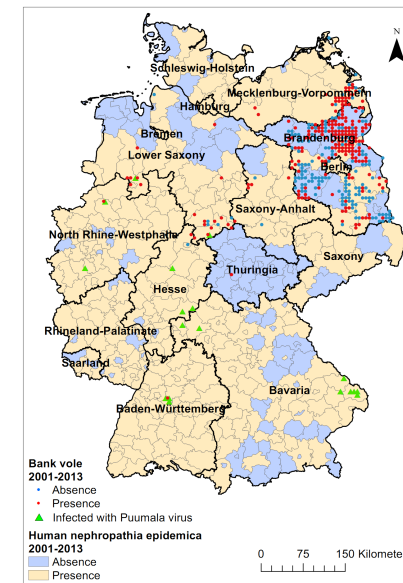 N
Schleswig-Holstein
Mecklenburg-Vorpommern
Hamburg
Bremen
Brandenburg
Lower Saxony
Berlin
Saxony-Anhalt
North Rhine-Westphalia
Saxony
Thuringia
Hesse
Rhineland-Palatinate
Saarland
Bavaria
Baden-Württemberg
Bank vole
2001-2013
Absence
Presence
Infected with Puumala virus
Human nephropathia epidemica
2001-2013
Absence
Presence
0 75 150 Kilomete